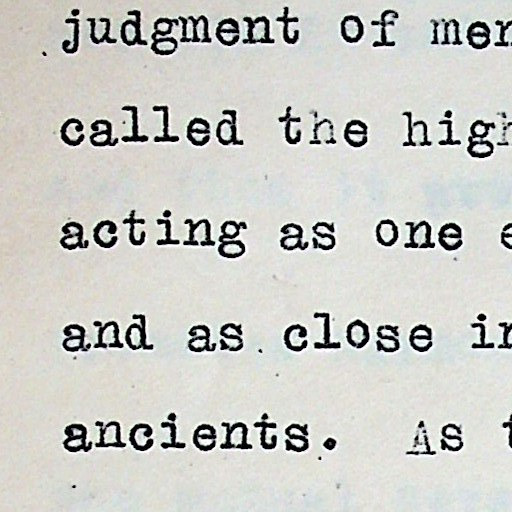 judgment of men
called the high
acting as one e
and as close in
ancients. As t